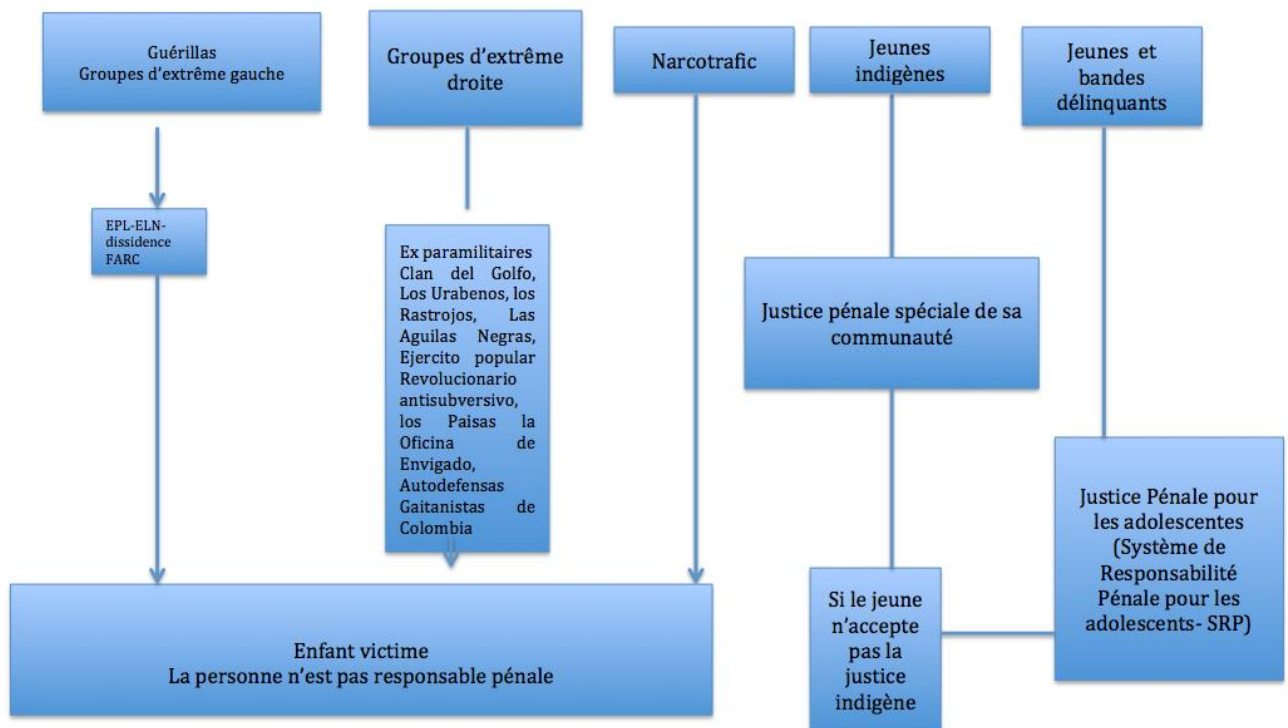 Guérillas
Groupes d’extrême gauche
Groupes d’extrême
droite
Narcotrafic
Jeunes
indigènes
Jeunes et
bandes
délinquants
EPL-ELN-
dissidence
FARC
Ex paramilitaires
Clan del Golfo,
Los Urabenos, los
Rastrojos, Las
Aguilas Negras,
Ejercito popular
Revolucionario
antisubversivo,
los Paisas la
Oficina de
Envigado,
Autodefensas
Gaitanistas de
Colombia
Justice pénale spéciale de sa
communauté
Justice Pénale pour
les adolescentes
(Système de
Responsabilité
Pénale pour les
adolescents- SRP)
Si le jeune
n’accepte
pas la
justice
indigène
Enfant victime
La personne n’est pas responsable pénale